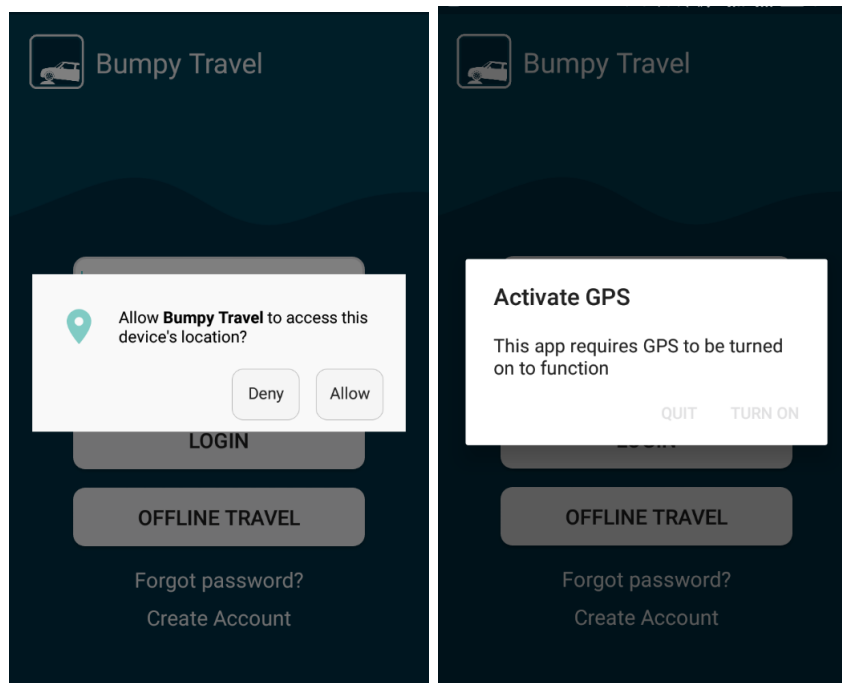 Bumpy Travel
Allow Bumpy Travel to access this
device's location?
Deny Allow
LOGIN
OFFLINE TRAVEL
Forgot password?
Create Account
Bumpy Travel
Activate GPS
This app requires GPS to be turned
on to function
QUIT TURN ON
LOGIN
OFFLINE TRAVEL
Forgot password?
Create Account